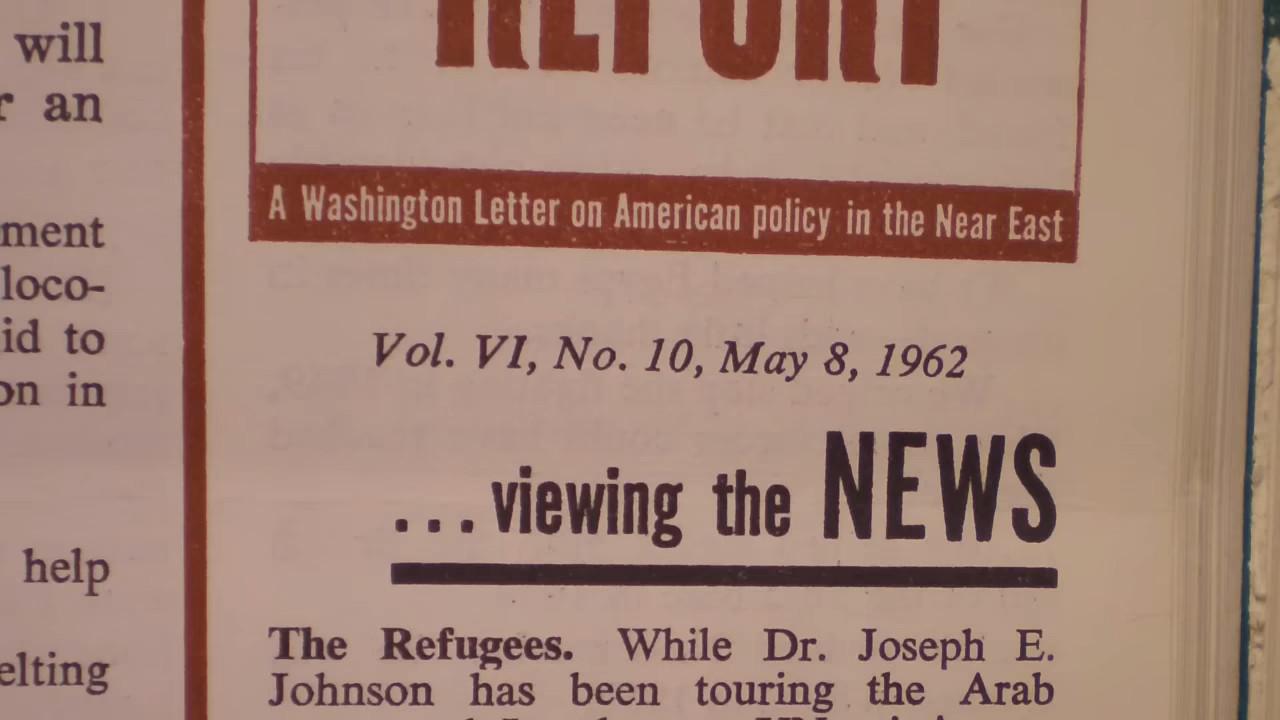 will
an
ment
loco-
id to
on in
help
elting
REPORT
A Washington Letter on American policy in the Near East
Vol. VI, No. 10, May 8, 1962
...viewing the NEWS
The Refugees. While Dr. Joseph E.
Johnson has been touring the Arab